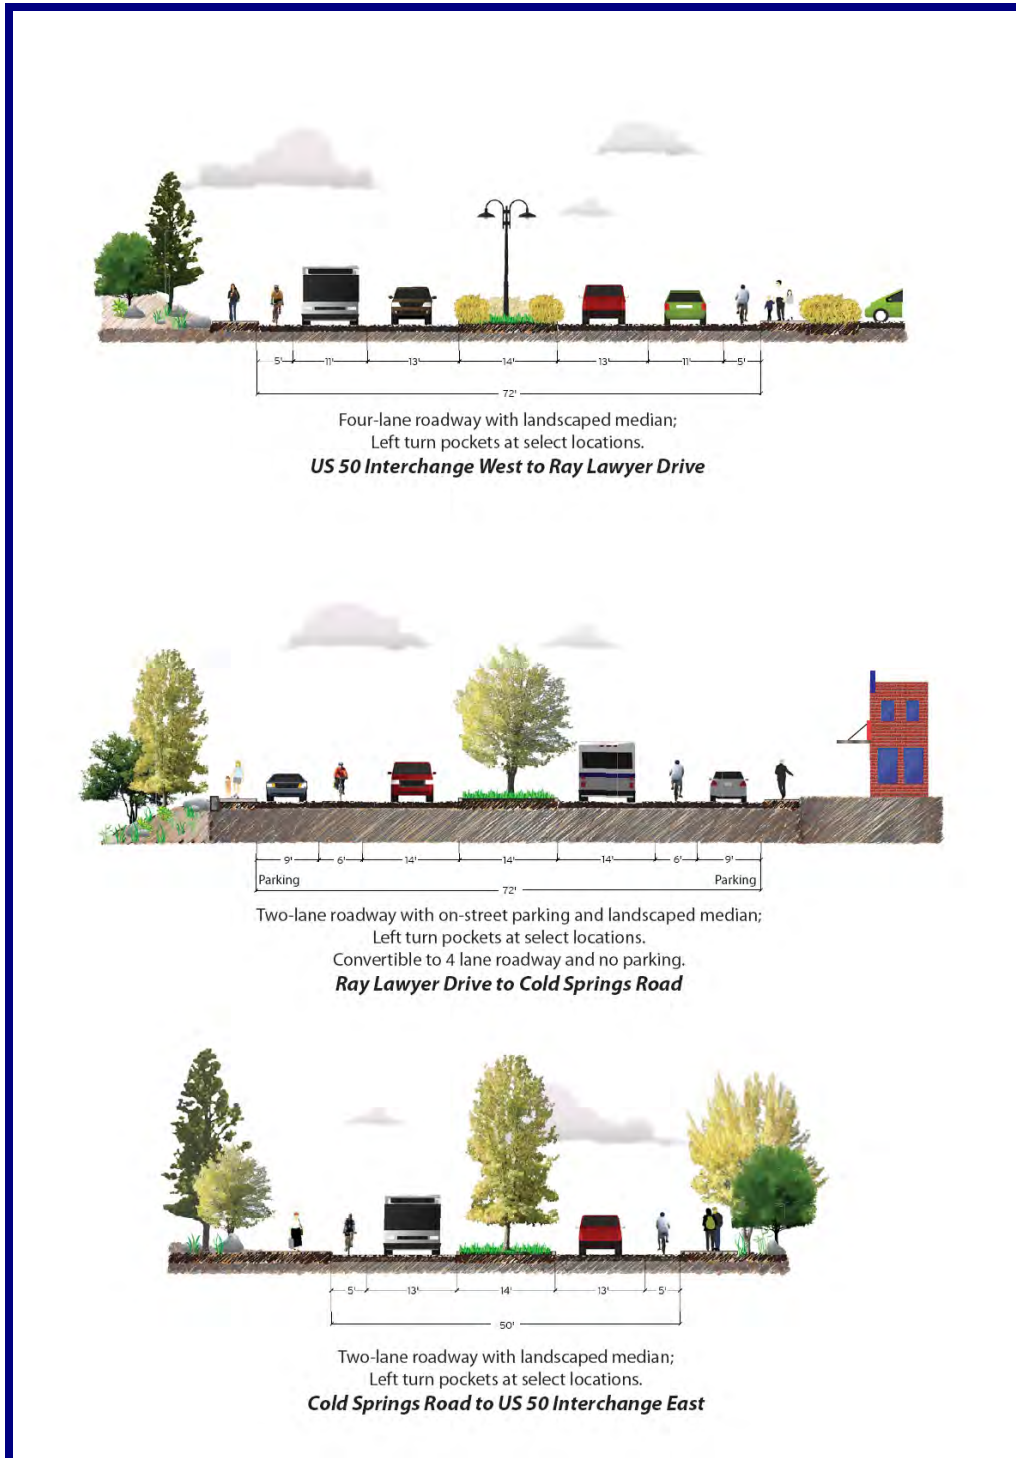 5' 11' 13' 14' 13' 11' 5'
72'
Four-lane roadway with landscaped median;
Left turn pockets at select locations.
US 50 Interchange West to Ray Lawyer Drive
9' 6' 14' 14' 14' 6' 9'
Parking Parking
72'
Two-lane roadway with on-street parking and landscaped median;
Left turn pockets at select locations.
Convertible to 4 lane roadway and no parking.
Ray Lawyer Drive to Cold Springs Road
5' 13' 14' 13' 5'
50'
Two-lane roadway with landscaped median;
Left turn pockets at select locations.
Cold Springs Road to US 50 Interchange East